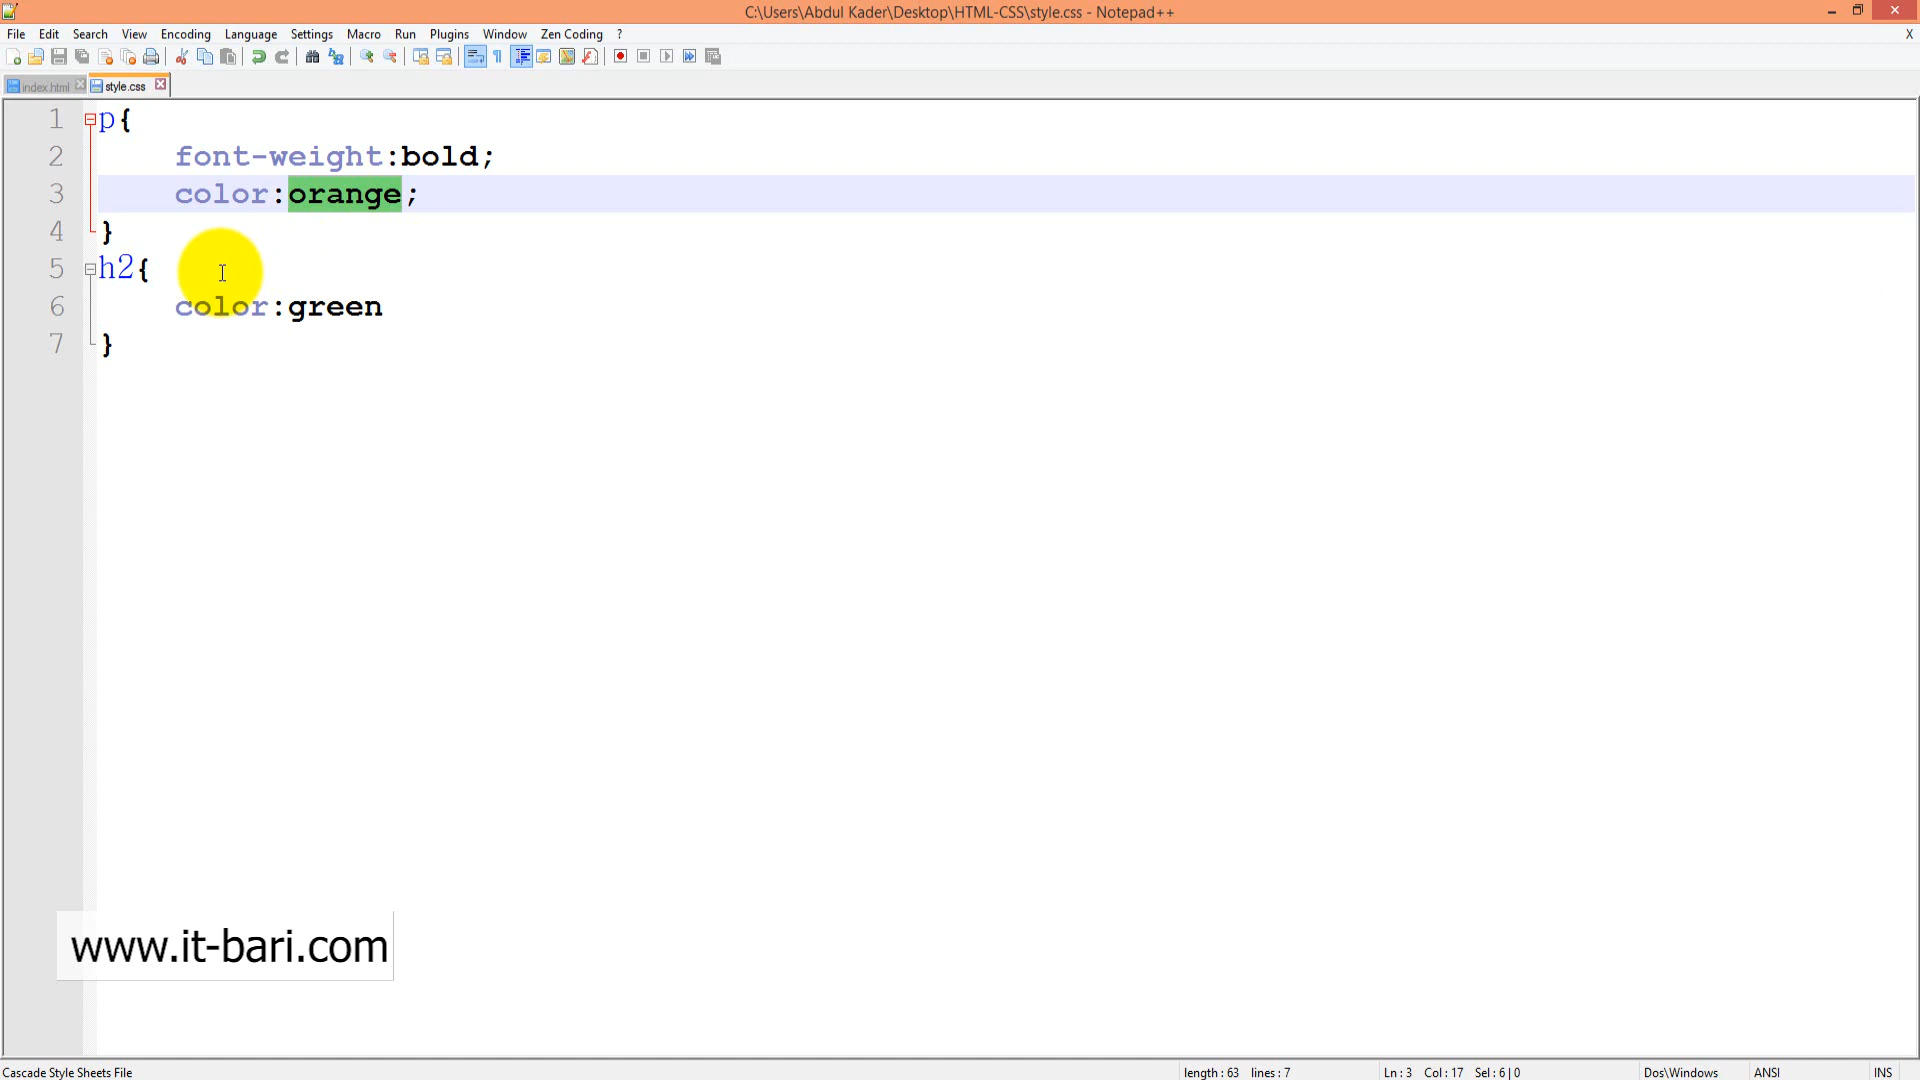 C:\Users\Abdul Kader\Desktop\HTML-CSS\style.css - Notepad++
File Edit Search View Encoding Language Settings Macro Run Plugins Window Zen Coding ? X
index.html style.css
1 p{
2 font-weight:bold;
3 color:orange;
4 }
5 h2{
6 color:green
7 }
www.it-bari.com
Cascade Style Sheets File length : 63 lines : 7 Ln : 3 Col : 17 Sel : 6 | 0 Dos\Windows ANSI INS